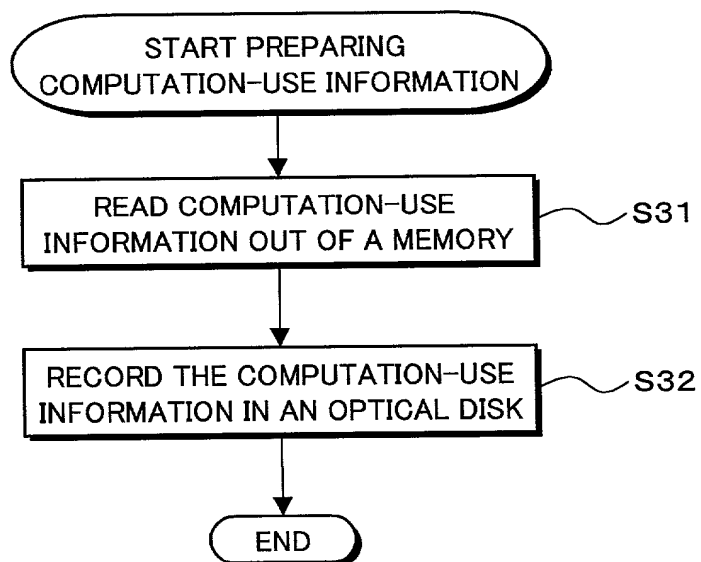 START PREPARING
COMPUTATION-USE INFORMATION
READ COMPUTATION-USE
INFORMATION OUT OF A MEMORY
S31
RECORD THE COMPUTATION-USE
INFORMATION IN AN OPTICAL DISK
S32
END